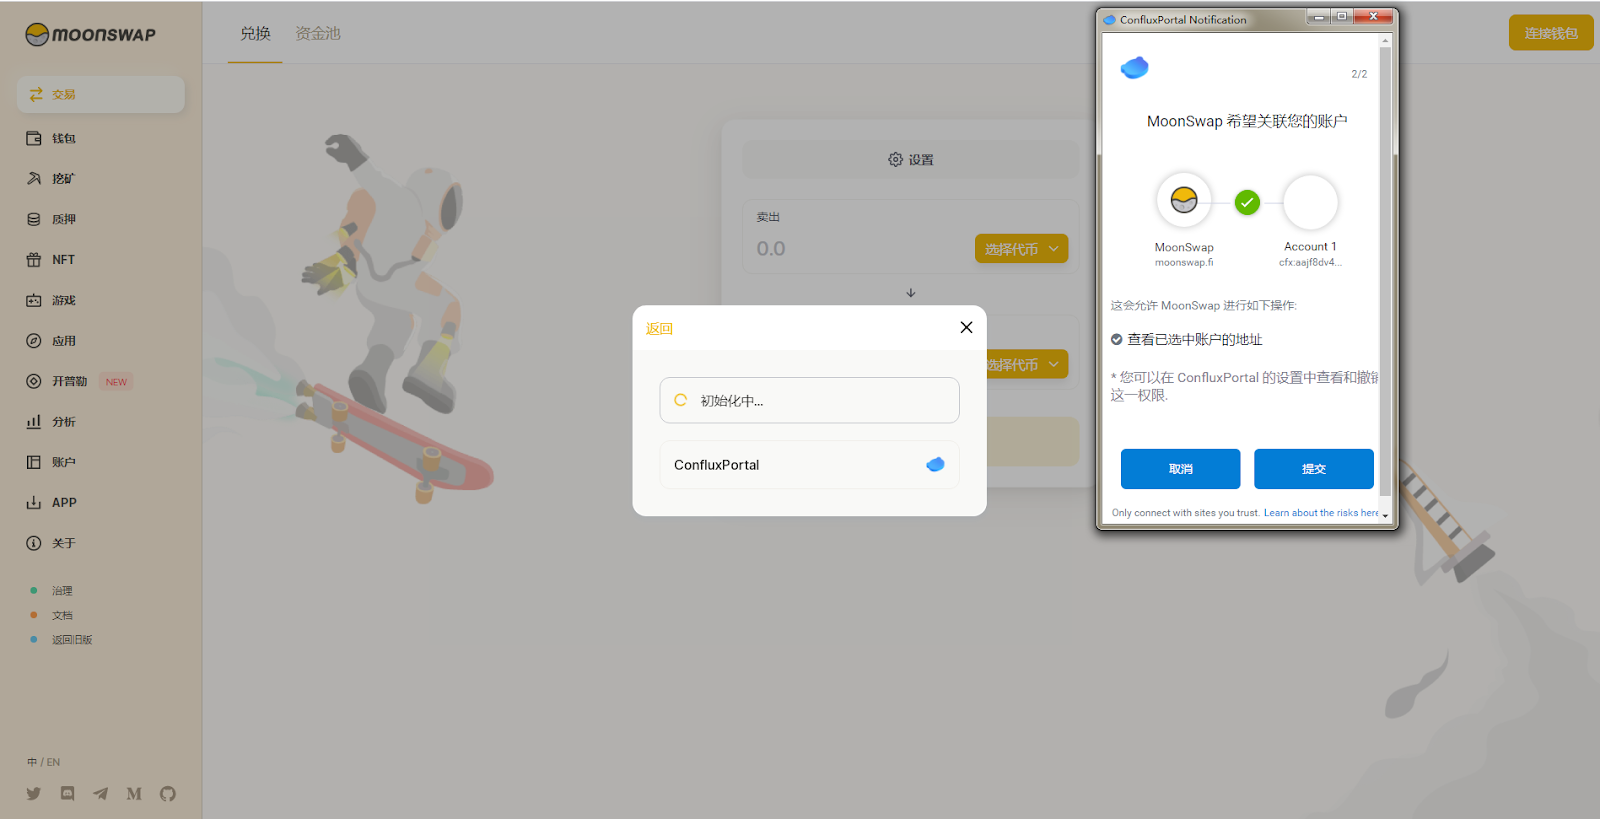 MOONSWAP
交易
钱包
挖矿
质押
NFT
游戏
应用
开普勒 NEW
分析
账户
APP
关于
治理
文档
返回旧版
中 / EN
兑换 资金池
连接钱包
设置
卖出
0.0 选择代币
选择代币
返回
初始化中...
ConfluxPortal
ConfluxPortal Notification
2/2
MoonSwap 希望关联您的账户
MoonSwap Account 1
moonswap.fi cfx:aajf8dv4...
这会允许 MoonSwap 进行如下操作:
查看已选中账户的地址
* 您可以在 ConfluxPortal 的设置中查看和撤销
这一权限.
取消 提交
Only connect with sites you trust. Learn about the risks here